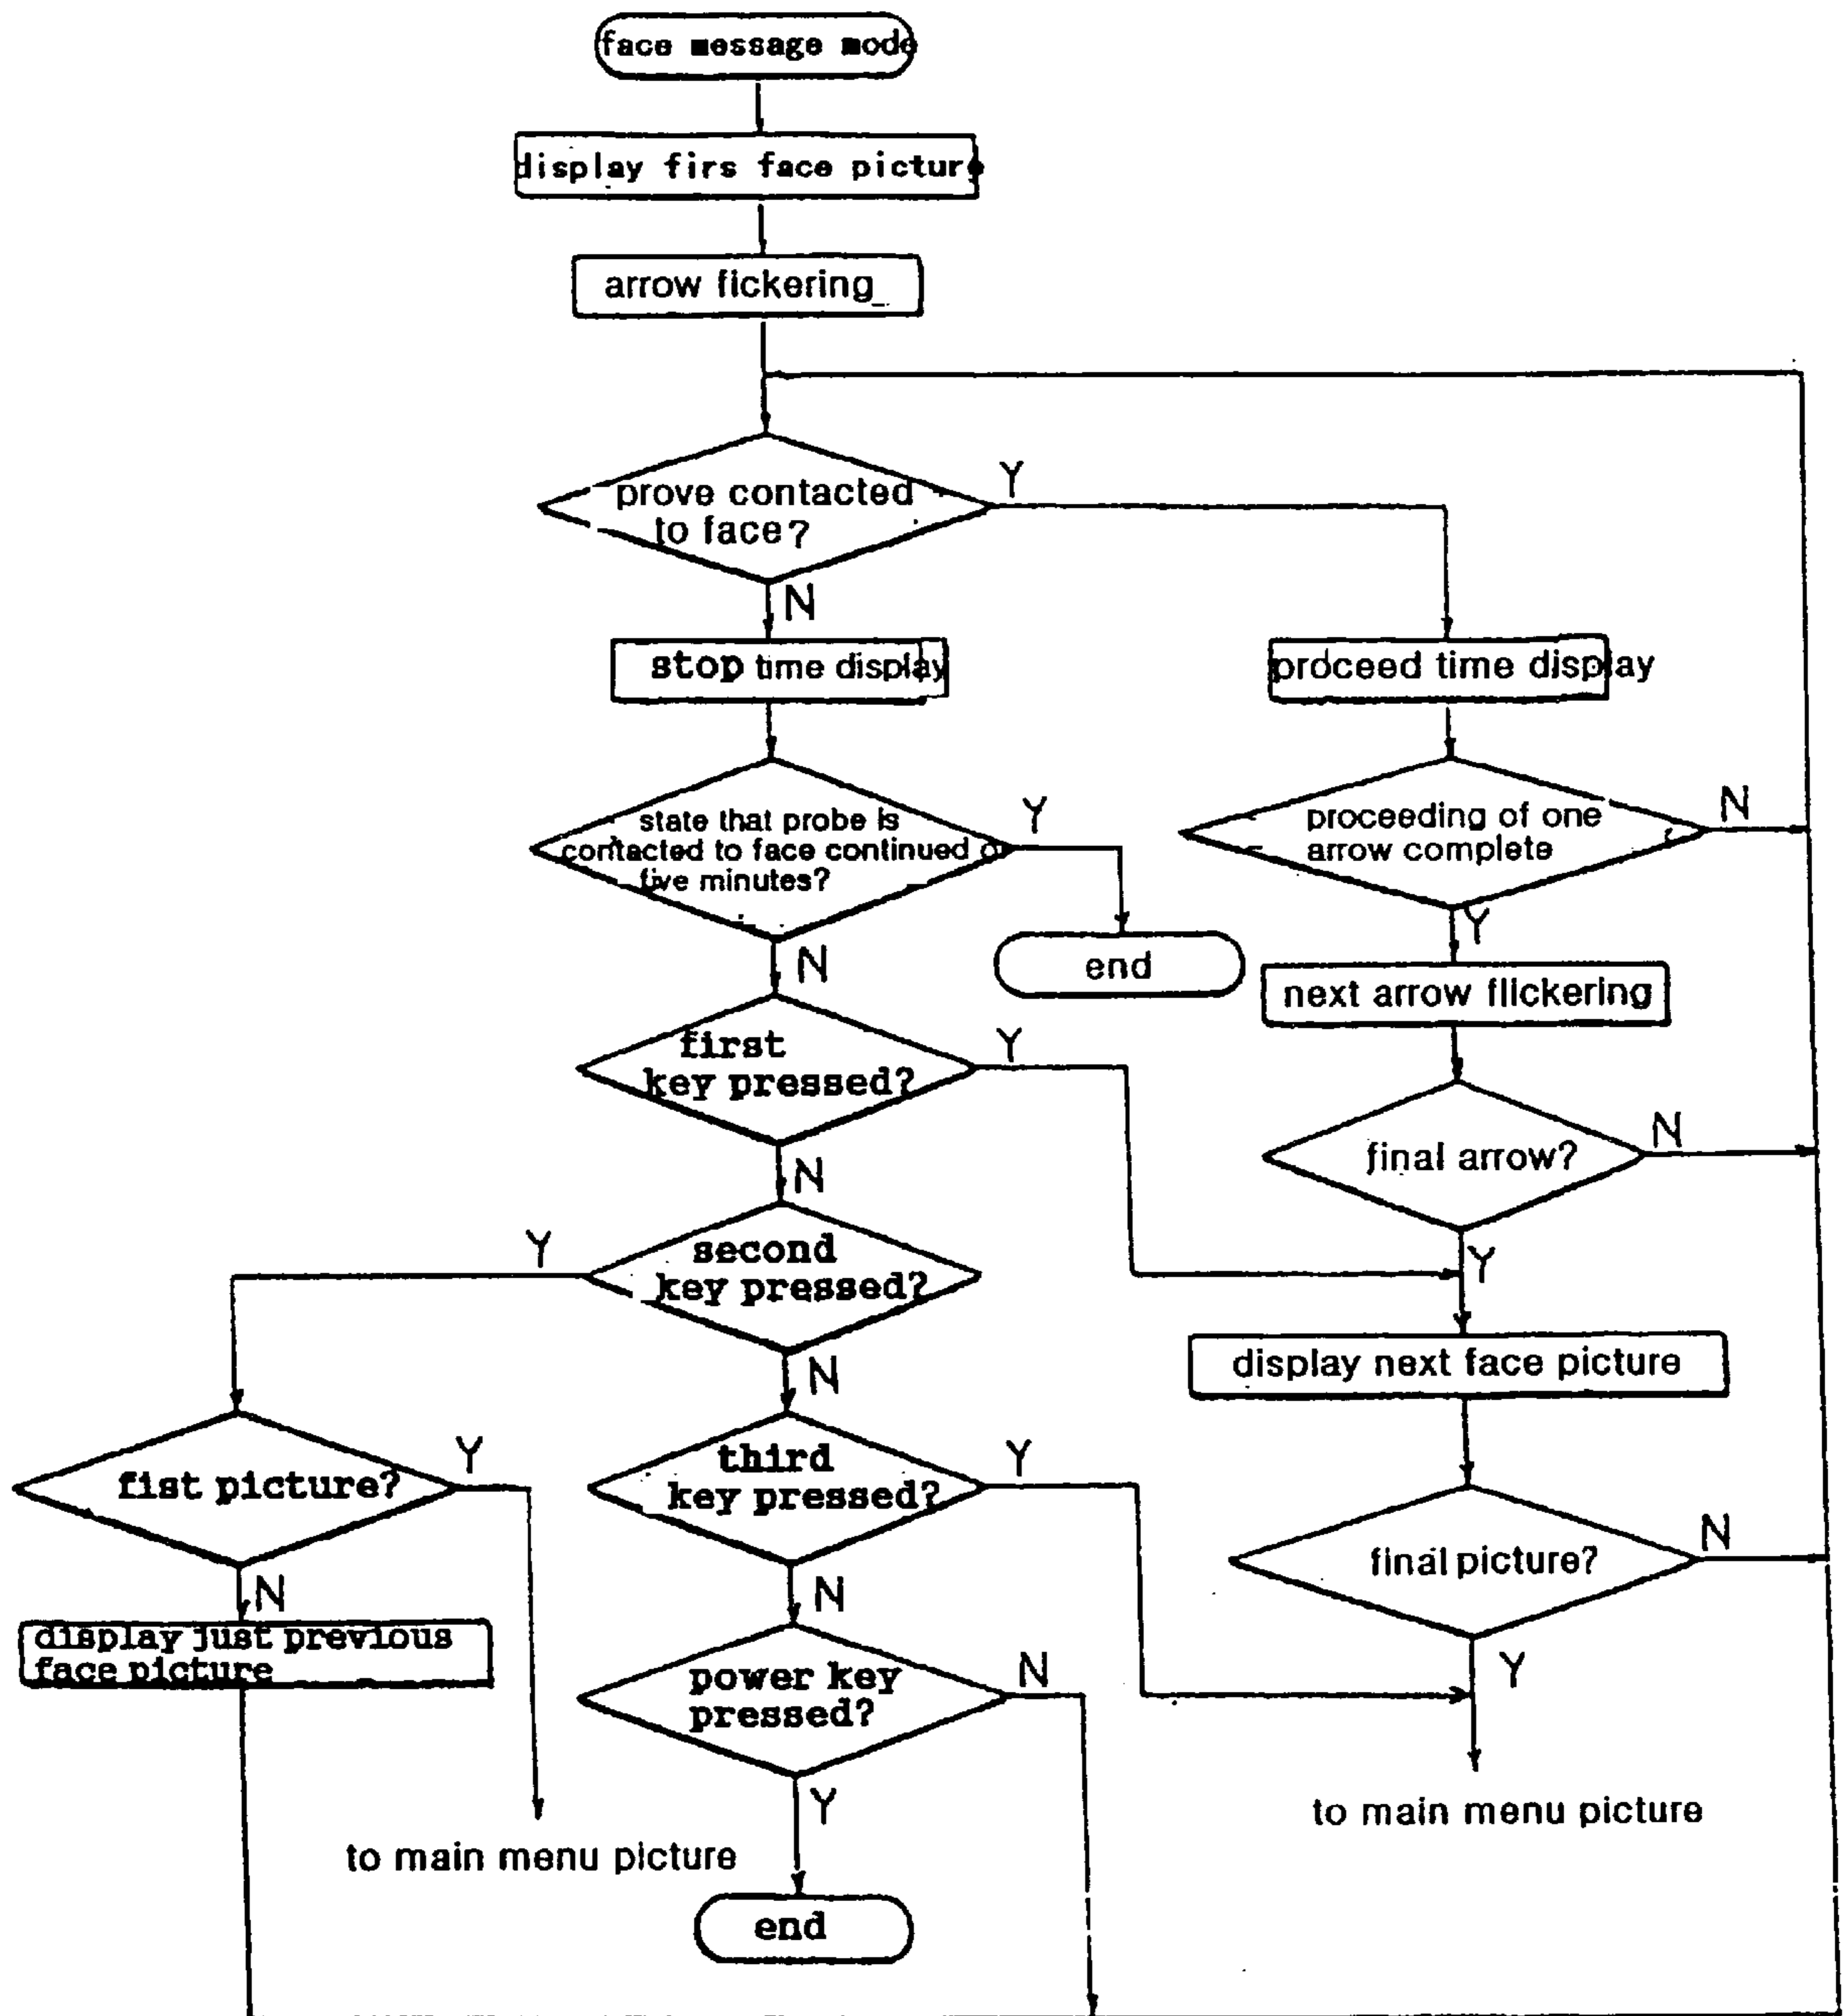 face message mode
display firs face picture
arrow flckering
Y
prove contacted
to face?
N
stop time display
proceed time display
state that probe is
contacted to face continued of
five minutes?
Y
proceeding of one
arrow complete
N
Y
N
end
next arrow flickering
first
key pressed?
Y
N
final arrow?
N
Y
Y
second
key pressed?
N
display next face picture
fist picture?
Y
third
key pressed?
Y
final picture?
N
N
N
display just previous
face picture
power key
pressed?
N
Y
Y
to main menu picture
to main menu picture
end